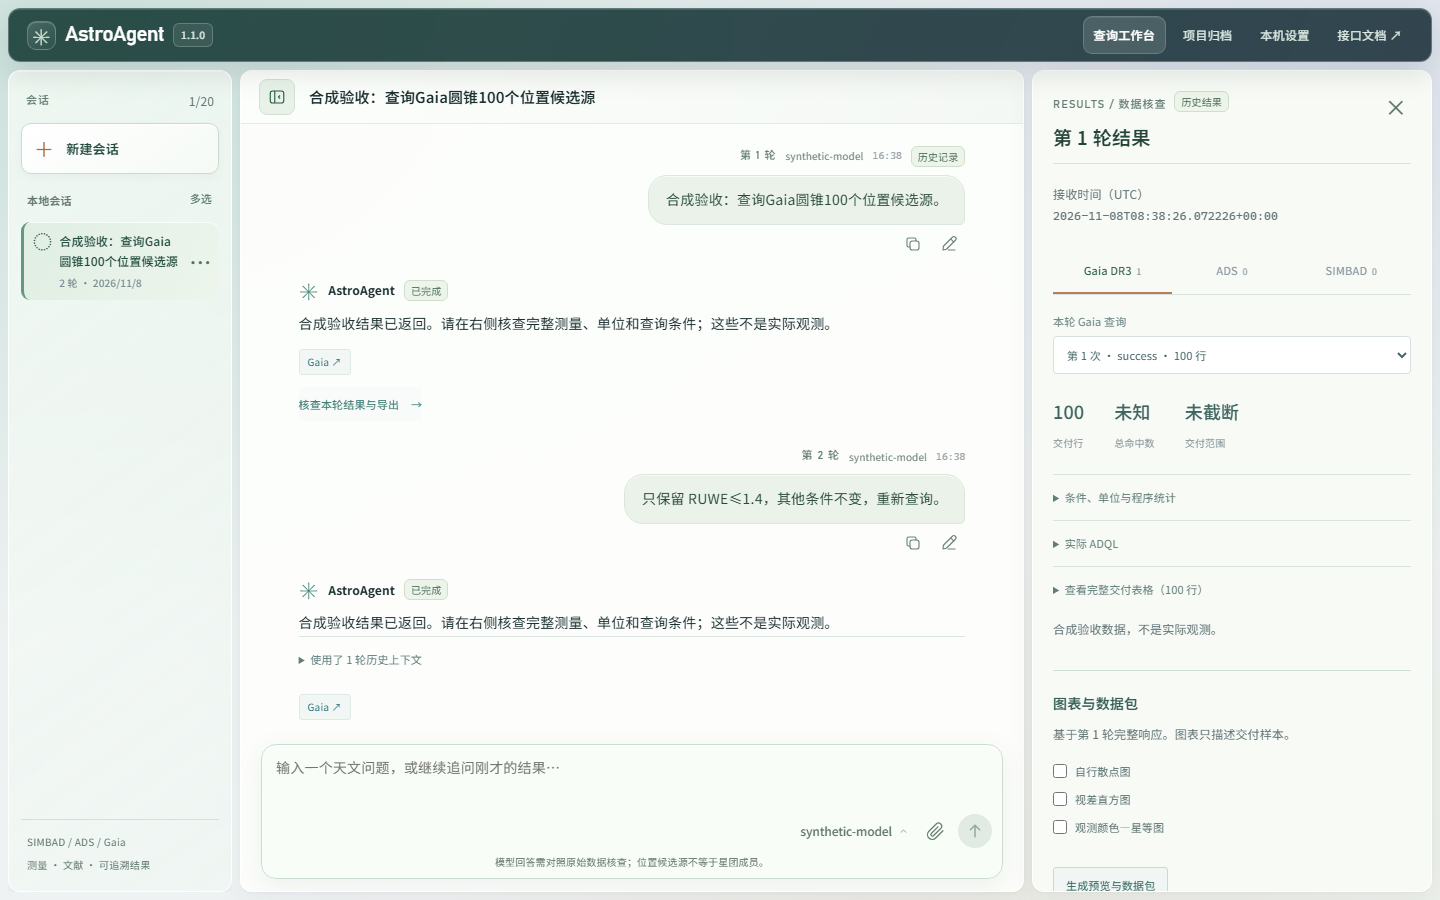 AstroAgent
1.1.0
查询工作台
项目归档
本机设置
接口文档 ↗
会话
1/20
新建会话
本地会话
多选
合成验收：查询Gaia
圆锥100个位置候选源
2 轮 · 2026/11/8
SIMBAD / ADS / Gaia
测量 · 文献 · 可追溯结果
合成验收：查询Gaia圆锥100个位置候选源
第 1 轮 synthetic-model 16:38 历史记录
合成验收：查询Gaia圆锥100个位置候选源。
AstroAgent 已完成
合成验收结果已返回。请在右侧核查完整测量、单位和查询条件；这些不是实际观测。
Gaia ↗
核查本轮结果与导出 →
第 2 轮 synthetic-model 16:38
只保留 RUWE≤1.4，其他条件不变，重新查询。
AstroAgent 已完成
合成验收结果已返回。请在右侧核查完整测量、单位和查询条件；这些不是实际观测。
使用了 1 轮历史上下文
Gaia ↗
输入一个天文问题，或继续追问刚才的结果…
synthetic-model
模型回答需对照原始数据核查；位置候选源不等于星团成员。
RESULTS / 数据核查 历史结果
第 1 轮结果
接收时间（UTC）
2026-11-08T08:38:26.072226+00:00
Gaia DR3 1
ADS 0
SIMBAD 0
本轮 Gaia 查询
第 1 次 · success · 100 行
100 未知 未截断
交付行 总命中数 交付范围
条件、单位与程序统计
实际 ADQL
查看完整交付表格（100 行）
合成验收数据，不是实际观测。
图表与数据包
基于第 1 轮完整响应。图表只描述交付样本。
自行散点图
视差直方图
观测颜色—星等图
生成预览与数据包